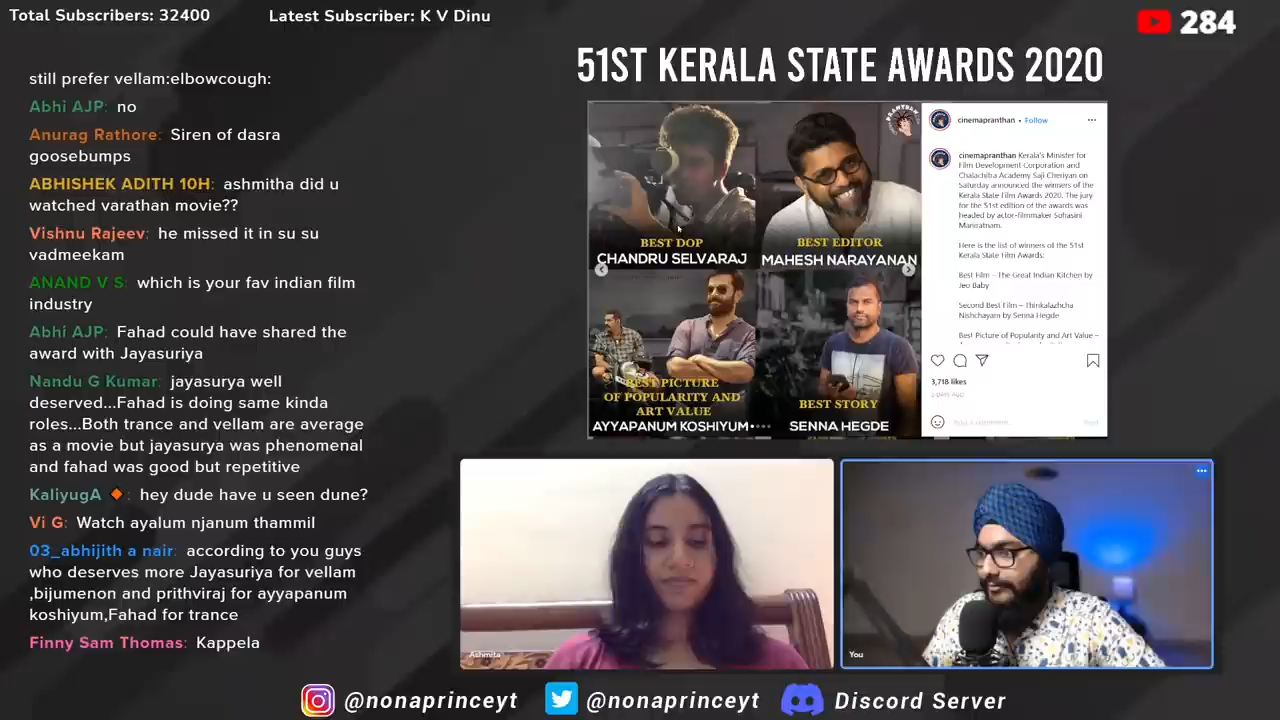 Total Subscribers: 32400
Latest Subscriber: K V Dinu
284
51ST KERALA STATE AWARDS 2020
still prefer vellam:elbowcough:
Abhi AJP: no
Anurag Rathore: Siren of dasra
goosebumps
ABHISHEK ADITH 10H: ashmitha did u
watched varathan movie??
Vishnu Rajeev: he missed it in su su
vadmeekam
ANAND V S: which is your fav indian film
industry
Abhi AJP: Fahad could have shared the
award with Jayasuriya
Nandu G Kumar: jayasurya well
deserved...Fahad is doing same kinda
roles...Both trance and vellam are average
as a movie but jayasurya was phenomenal
and fahad was good but repetitive
KaliyugA : hey dude have u seen dune?
Vi G: Watch ayalum njanum thammil
03_abhijith a nair: according to you guys
who deserves more Jayasuriya for vellam
,bijumenon and prithviraj for ayyapanum
koshiyum,Fahad for trance
Finny Sam Thomas: Kappela
BEST DOP
CHANDRU SELVARAJ
BEST EDITOR
MAHESH NARAYANAN
BEST PICTURE
OF POPULARITY AND
ART VALUE
AYYAPANUM KOSHIYUM
BEST STORY
SENNA HEGDE
cinemapranthan • Follow
cinemapranthan Kerala's Minister for
Film Development Corporation and
Chalachitra Academy Saji Cheriyan on
Saturday announced the winners of the
Kerala State Film Awards 2020. The jury
for the 51st edition of the awards was
headed by actor-filmmaker Suhasini
Maniratnam.
Here is the list of winners of the 51st
Kerala State Film Awards:
Best Film – The Great Indian Kitchen by
Jeo Baby
Second Best Film – Thinkalazhcha
Nishchayam by Senna Hegde
Best Picture of Popularity and Art Value –
3,718 likes
5 DAYS AGO
Add a comment...
Post
Ashmita
You
@nonaprinceyt
@nonaprinceyt
Discord Server